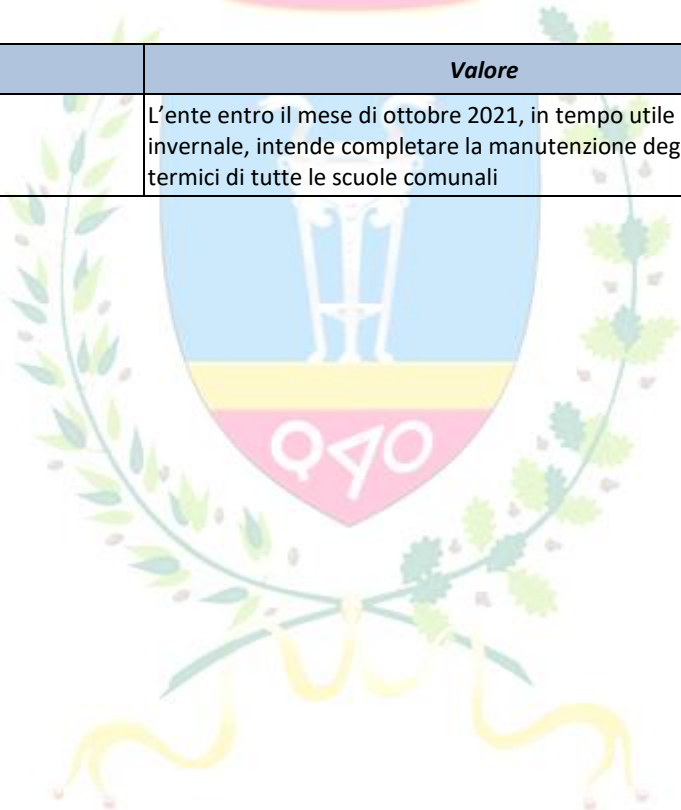 Valore
L’ente entro il mese di ottobre 2021, in tempo utile
invernale, intende completare la manutenzione deg
termici di tutte le scuole comunali